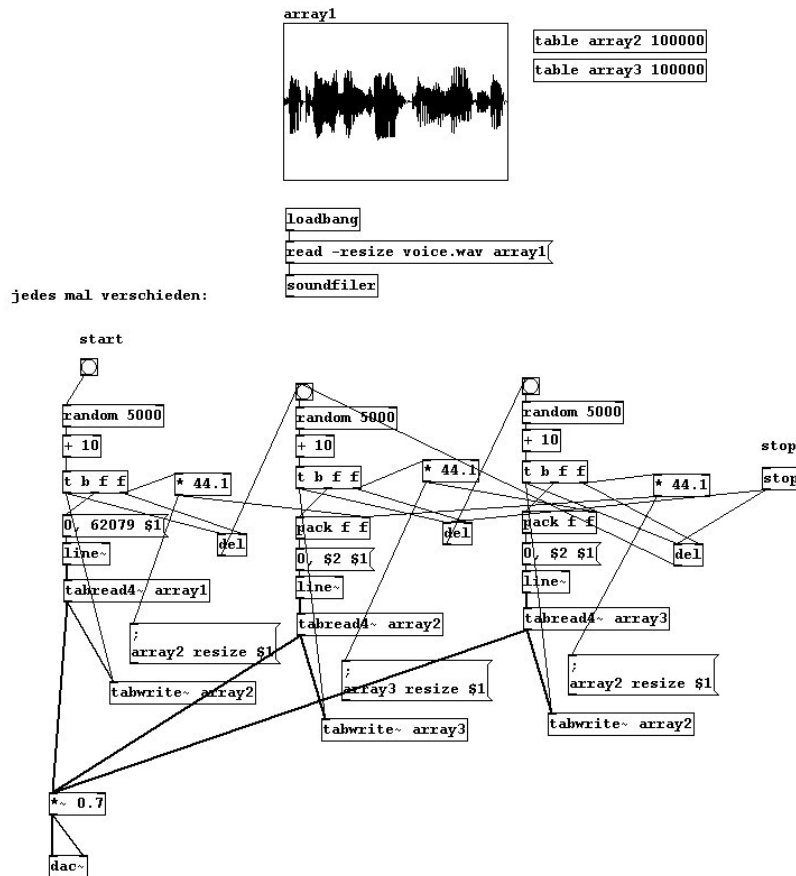 array1
table array2 100000
table array3 100000
loadbang
read -resize voice.wav array1
soundfiler
jedes mal verschieden:
start
random 5000
+ 10
t b f f
* 44.1
0, 62079 $1
line~
del
tabread4~ array1
;
array2 resize $1
tabwrite~ array2
random 5000
+ 10
t b f f
* 44.1
pack f f
del
0, $2 $1
line~
tabread4~ array2
;
array3 resize $1
tabwrite~ array3
random 5000
+ 10
t b f f
* 44.1
pack f f
del
0, $2 $1
line~
tabread4~ array3
;
array2 resize $1
tabwrite~ array2
stop
stop
*~ 0.7
dac~